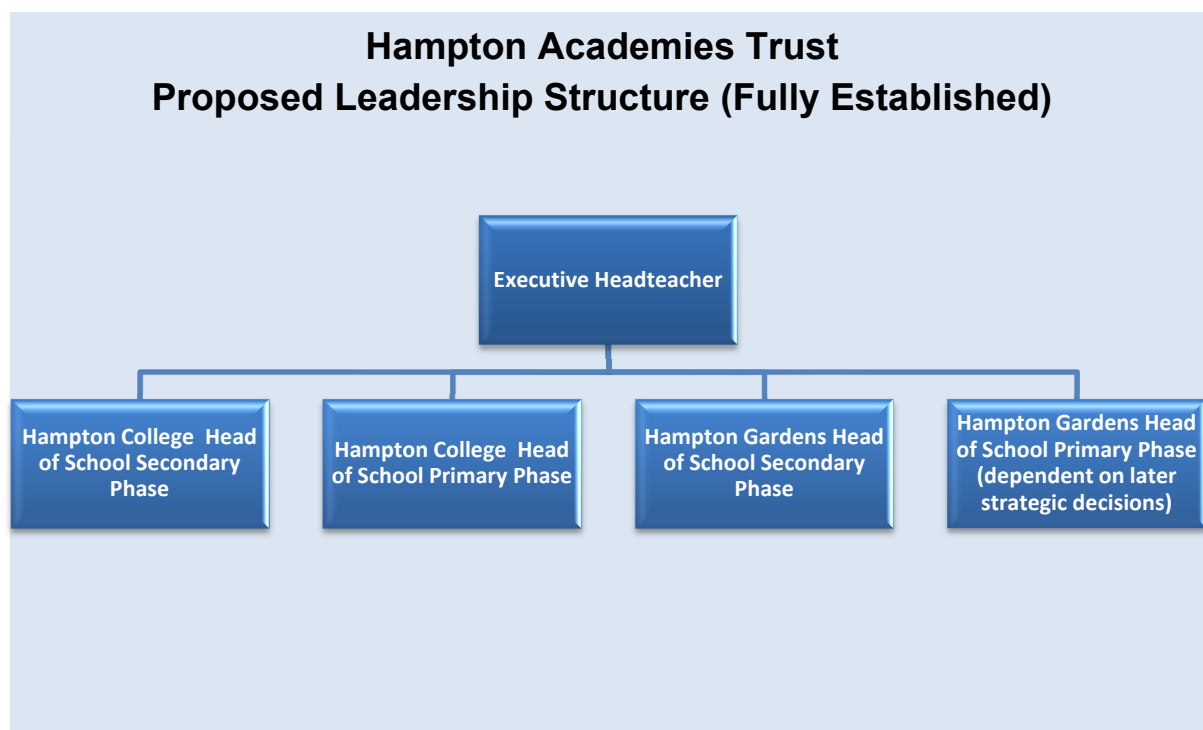 Hampton Academies Trust
Proposed Leadership Structure (Fully Established)
Executive Headteacher
Hampton College  Head
of School Secondary
Phase
Hampton College  Head
of School Primary Phase
Hampton Gardens Head
of School Secondary
Phase
Hampton Gardens Head
of School Primary Phase
(dependent on later
strategic decisions)